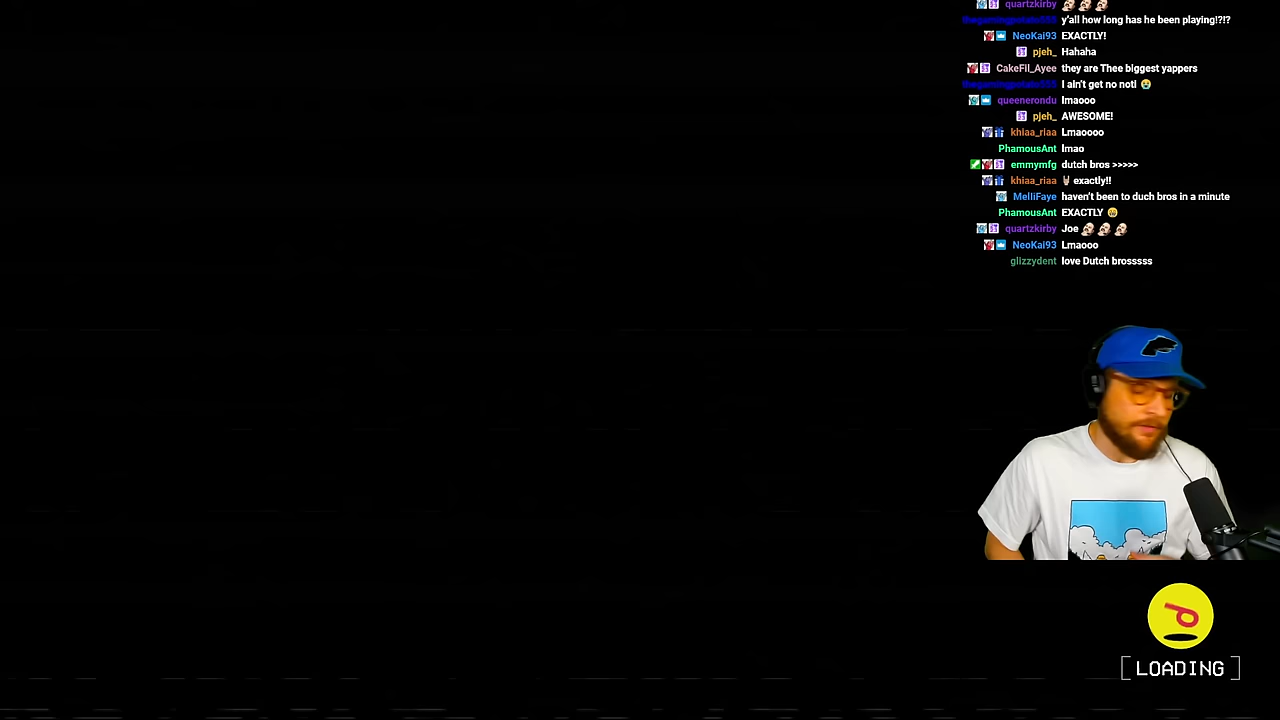 quartzkirby
thegamingpotato555 y'all how long has he been playing!?!?
NeoKai93 EXACTLY!
pjeh_ Hahaha
CakeFil_Ayee they are Thee biggest yappers
thegamingpotato555 I ain't get no noti 😭
queenerondu lmaooo
pjeh_ AWESOME!
khiaa_riaa Lmaoooo
PhamousAnt lmao
emmymfg dutch bros >>>>>
khiaa_riaa 🤘 exactly!!
MelliFaye haven't been to duch bros in a minute
PhamousAnt EXACTLY
quartzkirby Joe
NeoKai93 Lmaooo
glizzydent love Dutch brosssss
[LOADING]